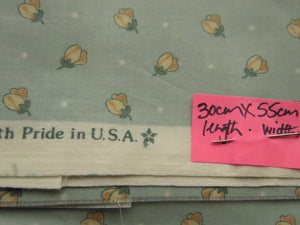 th Pride in U.S.A.
30cm X 55cm
length . width